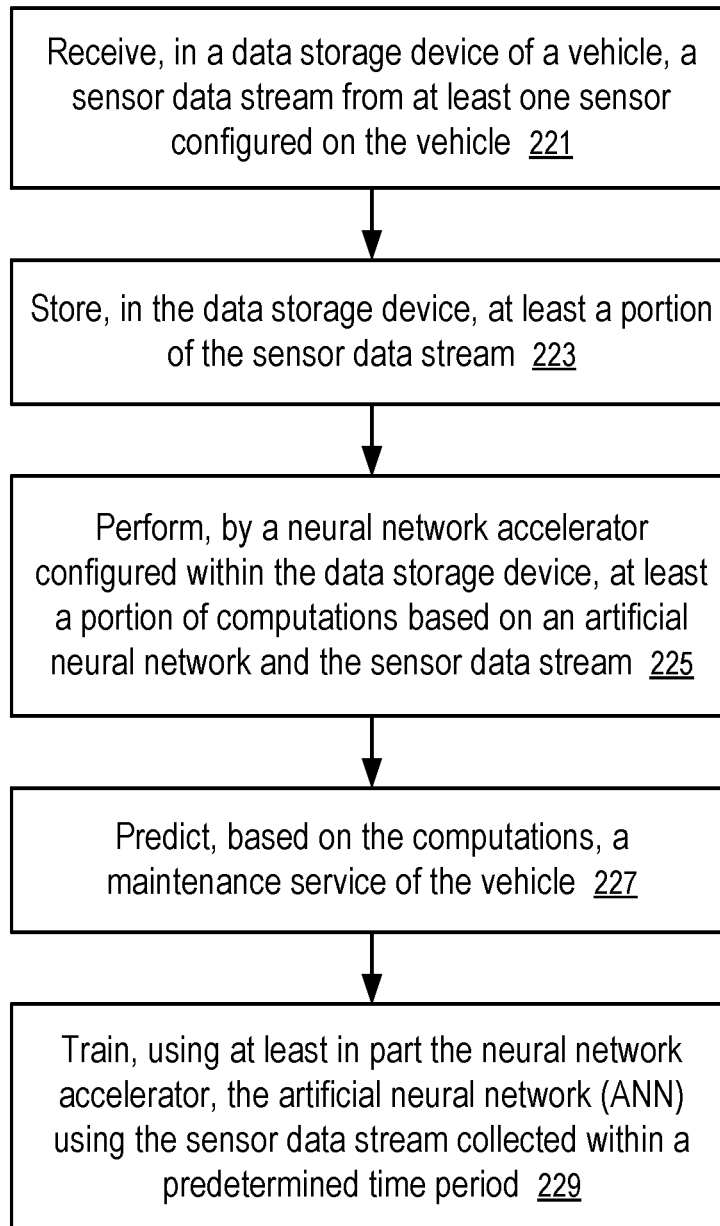 Receive, in a data storage device of a vehicle, a
sensor data stream from at least one sensor
configured on the vehicle 221
Store, in the data storage device, at least a portion
of the sensor data stream 223
Perform, by a neural network accelerator
configured within the data storage device, at least
a portion of computations based on an artificial
neural network and the sensor data stream 225
Predict, based on the computations, a
maintenance service of the vehicle 227
Train, using at least in part the neural network
accelerator, the artificial neural network (ANN)
using the sensor data stream collected within a
predetermined time period 229